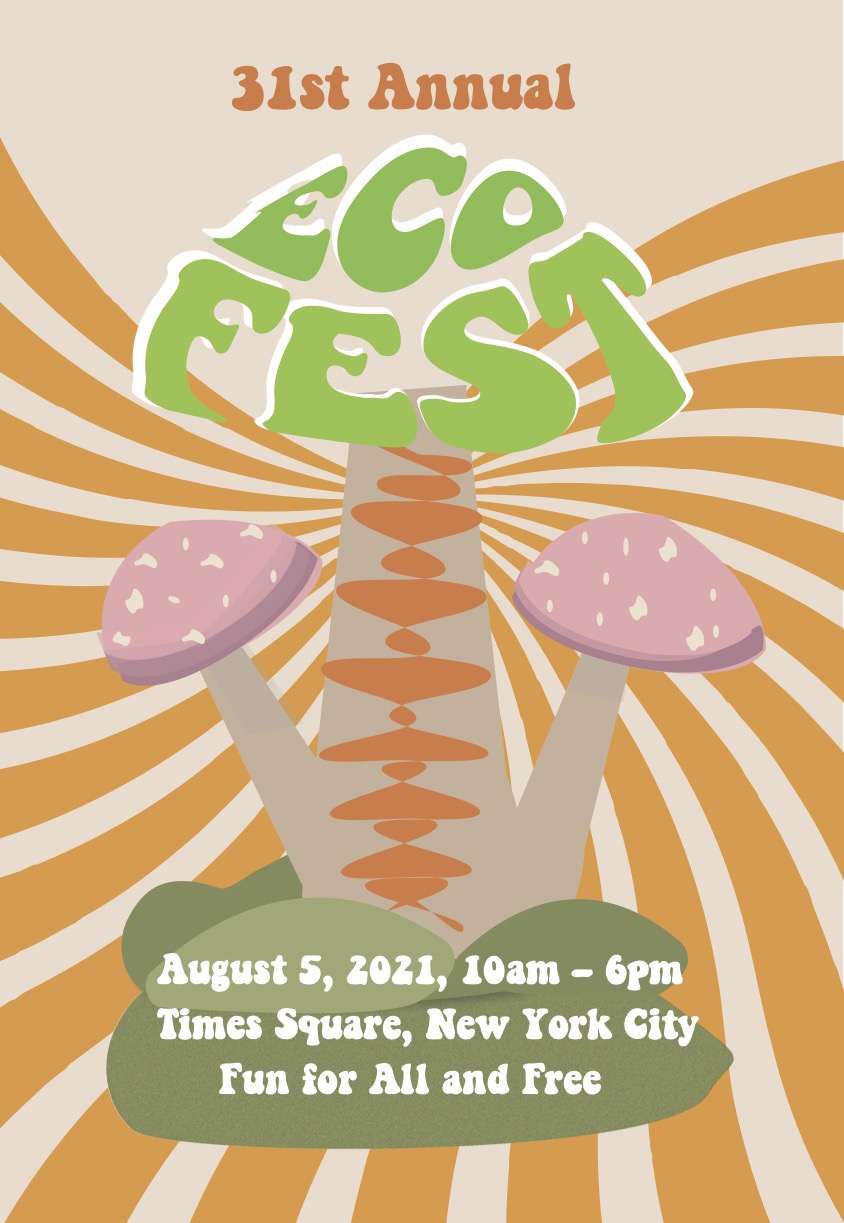 31st Annual
ECO
FEST
August 5, 2021, 10am – 6pm
Times Square, New York City
Fun for All and Free